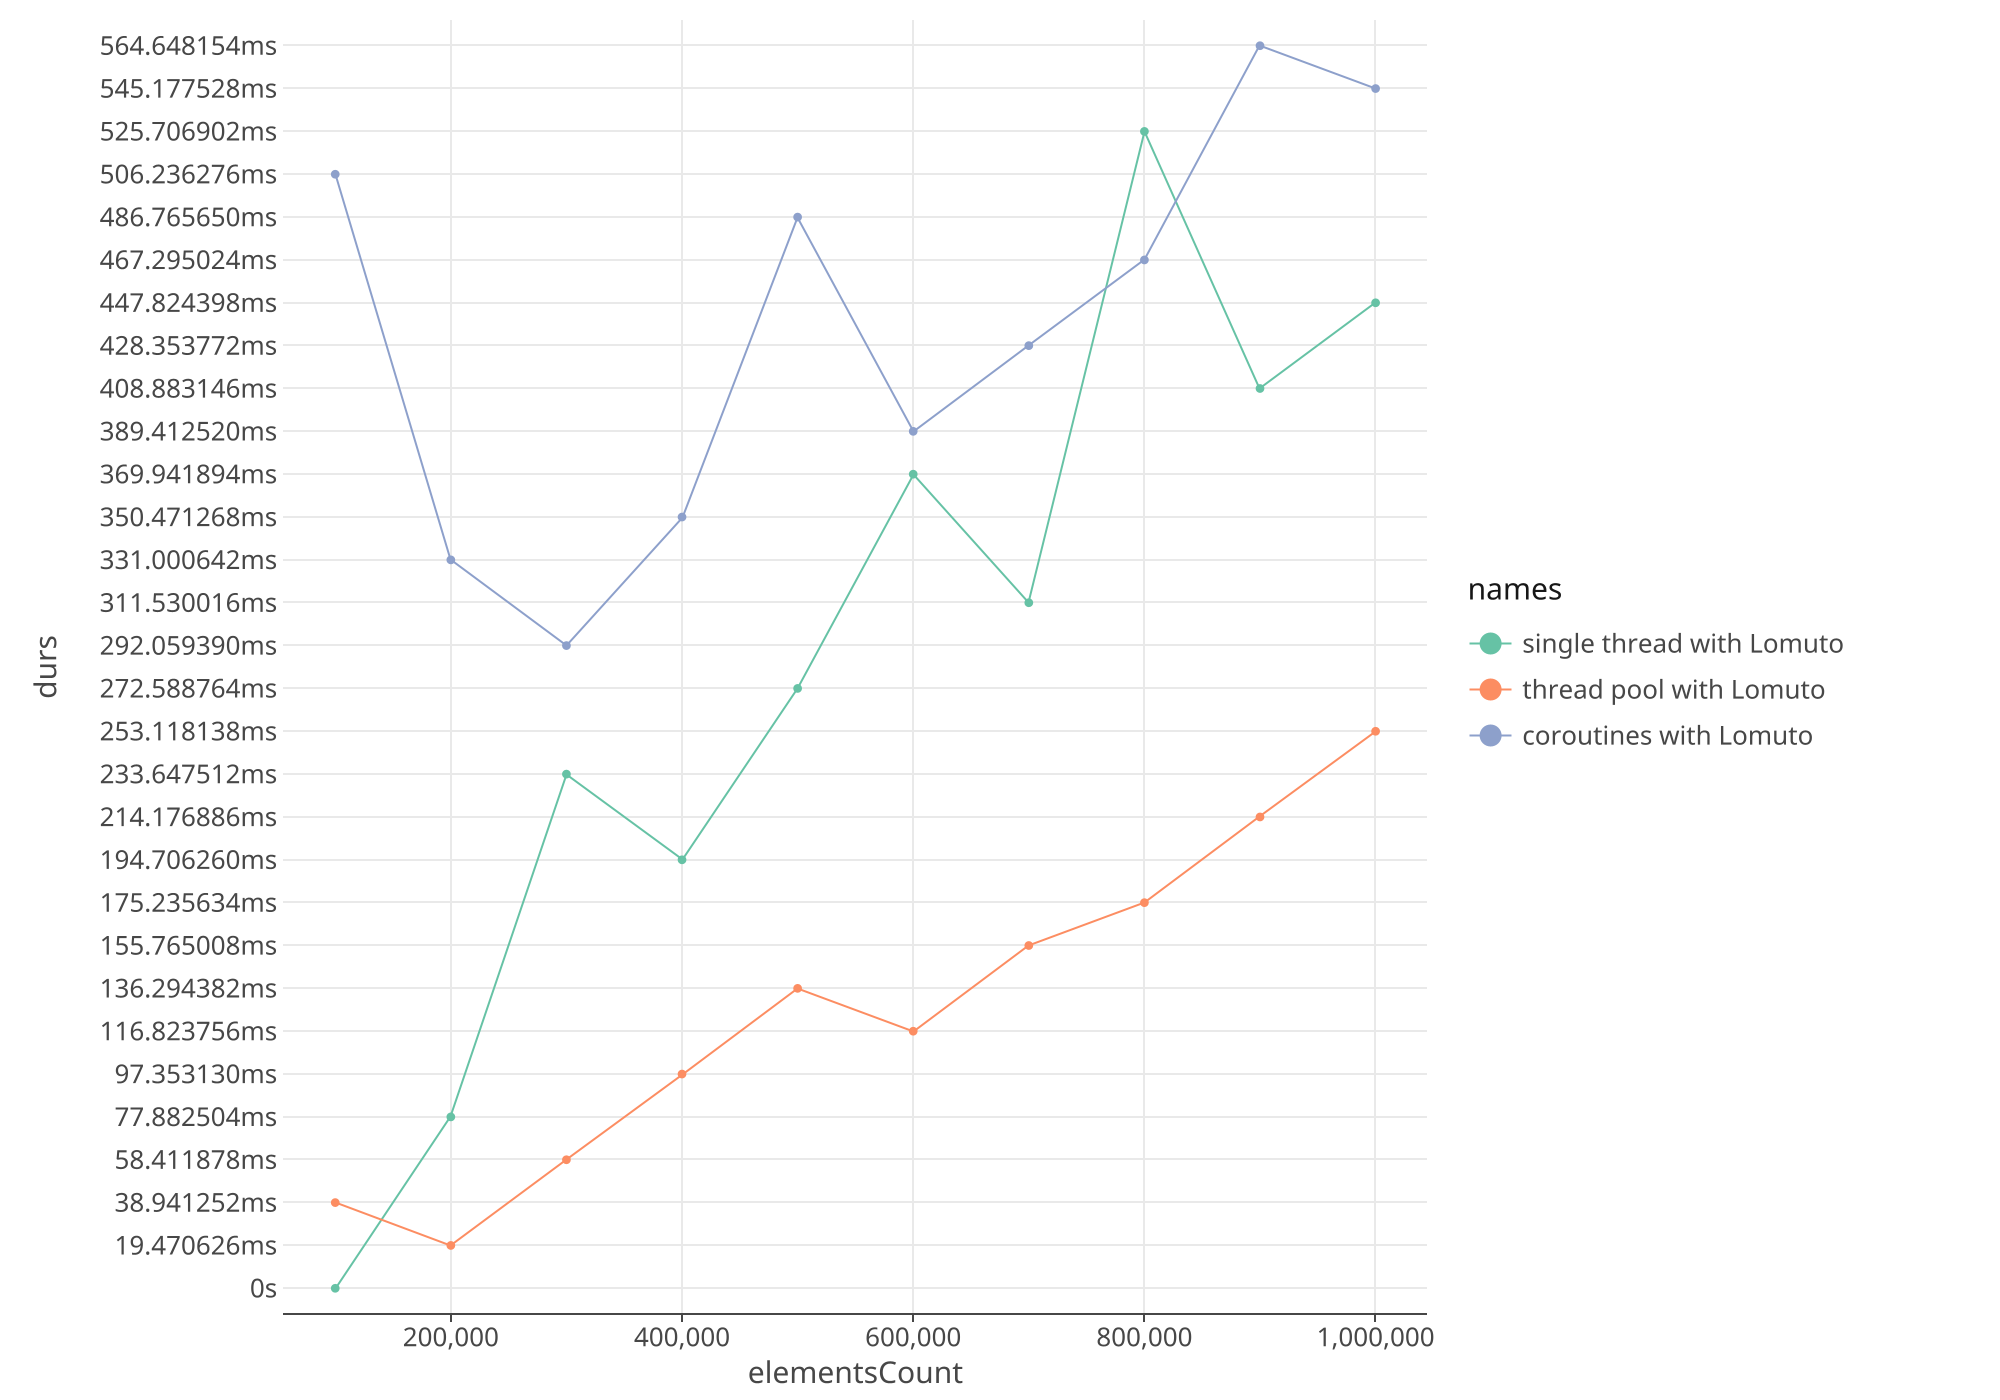 564.648154ms
545.177528ms
525.706902ms
506.236276ms
486.765650ms
467.295024ms
447.824398ms
428.353772ms
408.883146ms
389.412520ms
369.941894ms
350.471268ms
331.000642ms
311.530016ms
292.059390ms
272.588764ms
253.118138ms
233.647512ms
214.176886ms
194.706260ms
175.235634ms
155.765008ms
136.294382ms
116.823756ms
97.353130ms
77.882504ms
58.411878ms
38.941252ms
19.470626ms
0s
durs
200,000 400,000 600,000 800,000 1,000,000
elementsCount
names
single thread with Lomuto
thread pool with Lomuto
coroutines with Lomuto